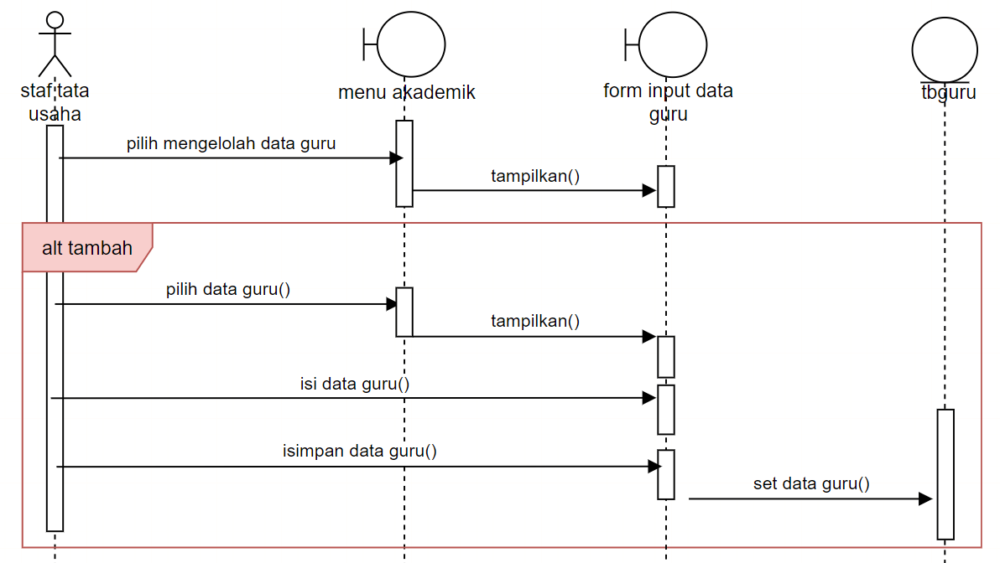 staf tata
usaha
menu akademik
form input data
guru
tbguru
pilih mengelolah data guru
tampilkan()
alt tambah
pilih data guru()
tampilkan()
isi data guru()
isimpan data guru()
set data guru()